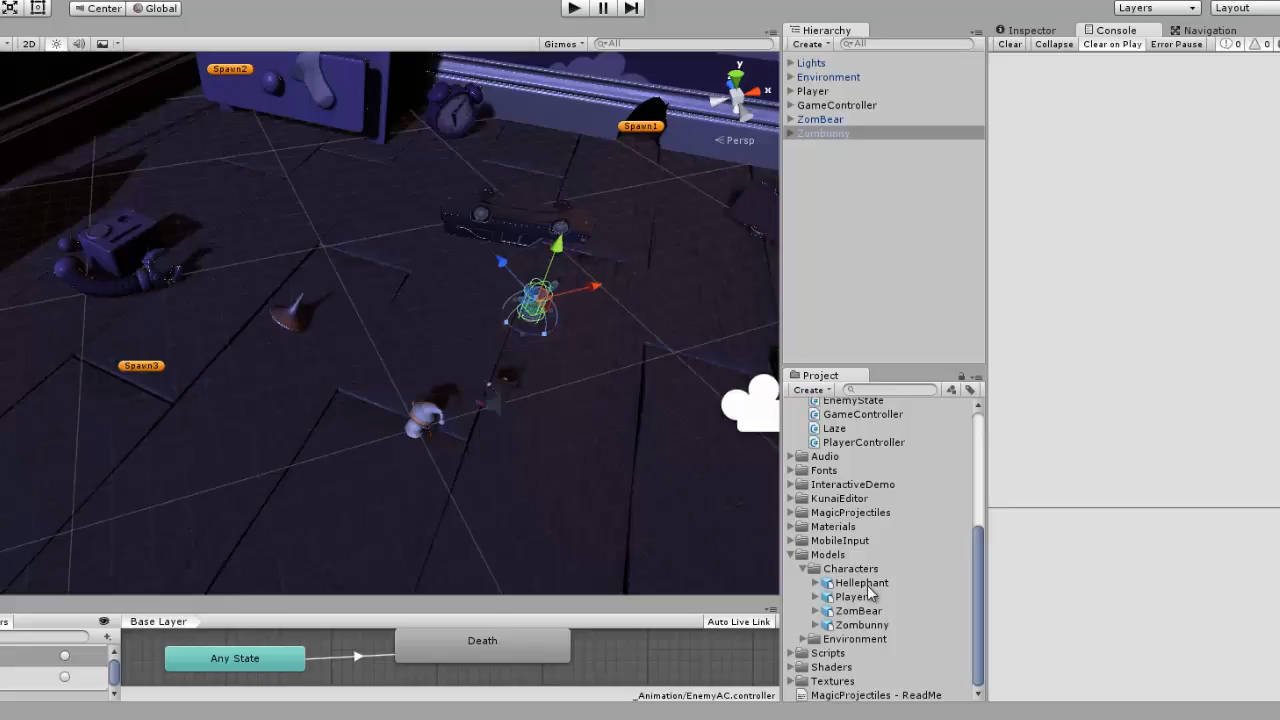 Center
Global
Layers
Layout
2D
Gizmos
All
Spawn2
Spawn1
Spawn3
y
x
Persp
Hierarchy
Create
All
Lights
Environment
Player
GameController
ZomBear
Zombunny
Inspector
Console
Navigation
Clear
Collapse
Clear on Play
Error Pause
0
0
Project
Create
EnemyState
GameController
Laze
PlayerController
Audio
Fonts
InteractiveDemo
KunaiEditor
MagicProjectiles
Materials
MobileInput
Models
Characters
Hellephant
Player
ZomBear
Zombunny
Environment
Scripts
Shaders
Textures
MagicProjectiles - ReadMe
Base Layer
Auto Live Link
Any State
Death
_Animation/EnemyAC.controller